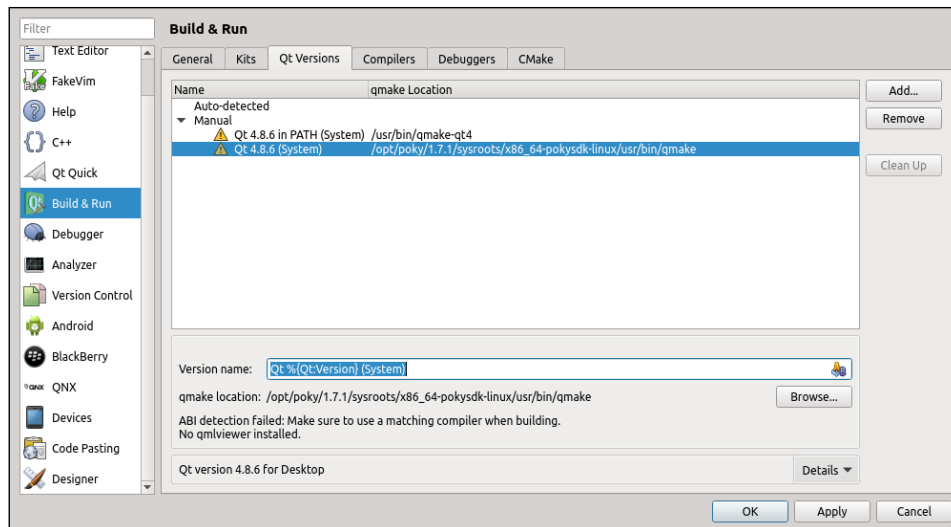 Filter
Text Editor
FakeVim
Help
C++
Qt Quick
Build & Run
Debugger
Analyzer
Version Control
Android
BlackBerry
QNX QNX
Devices
Code Pasting
Designer
Build & Run
General Kits Qt Versions Compilers Debuggers CMake
Name qmake Location
Auto-detected
Manual
Qt 4.8.6 in PATH (System) /usr/bin/qmake-qt4
Qt 4.8.6 (System) /opt/poky/1.7.1/sysroots/x86_64-pokysdk-linux/usr/bin/qmake
Add...
Remove
Clean Up
Version name: Qt %{Qt:Version} (System)
qmake location: /opt/poky/1.7.1/sysroots/x86_64-pokysdk-linux/usr/bin/qmake Browse...
ABI detection failed: Make sure to use a matching compiler when building.
No qmlviewer installed.
Qt version 4.8.6 for Desktop Details
OK Apply Cancel